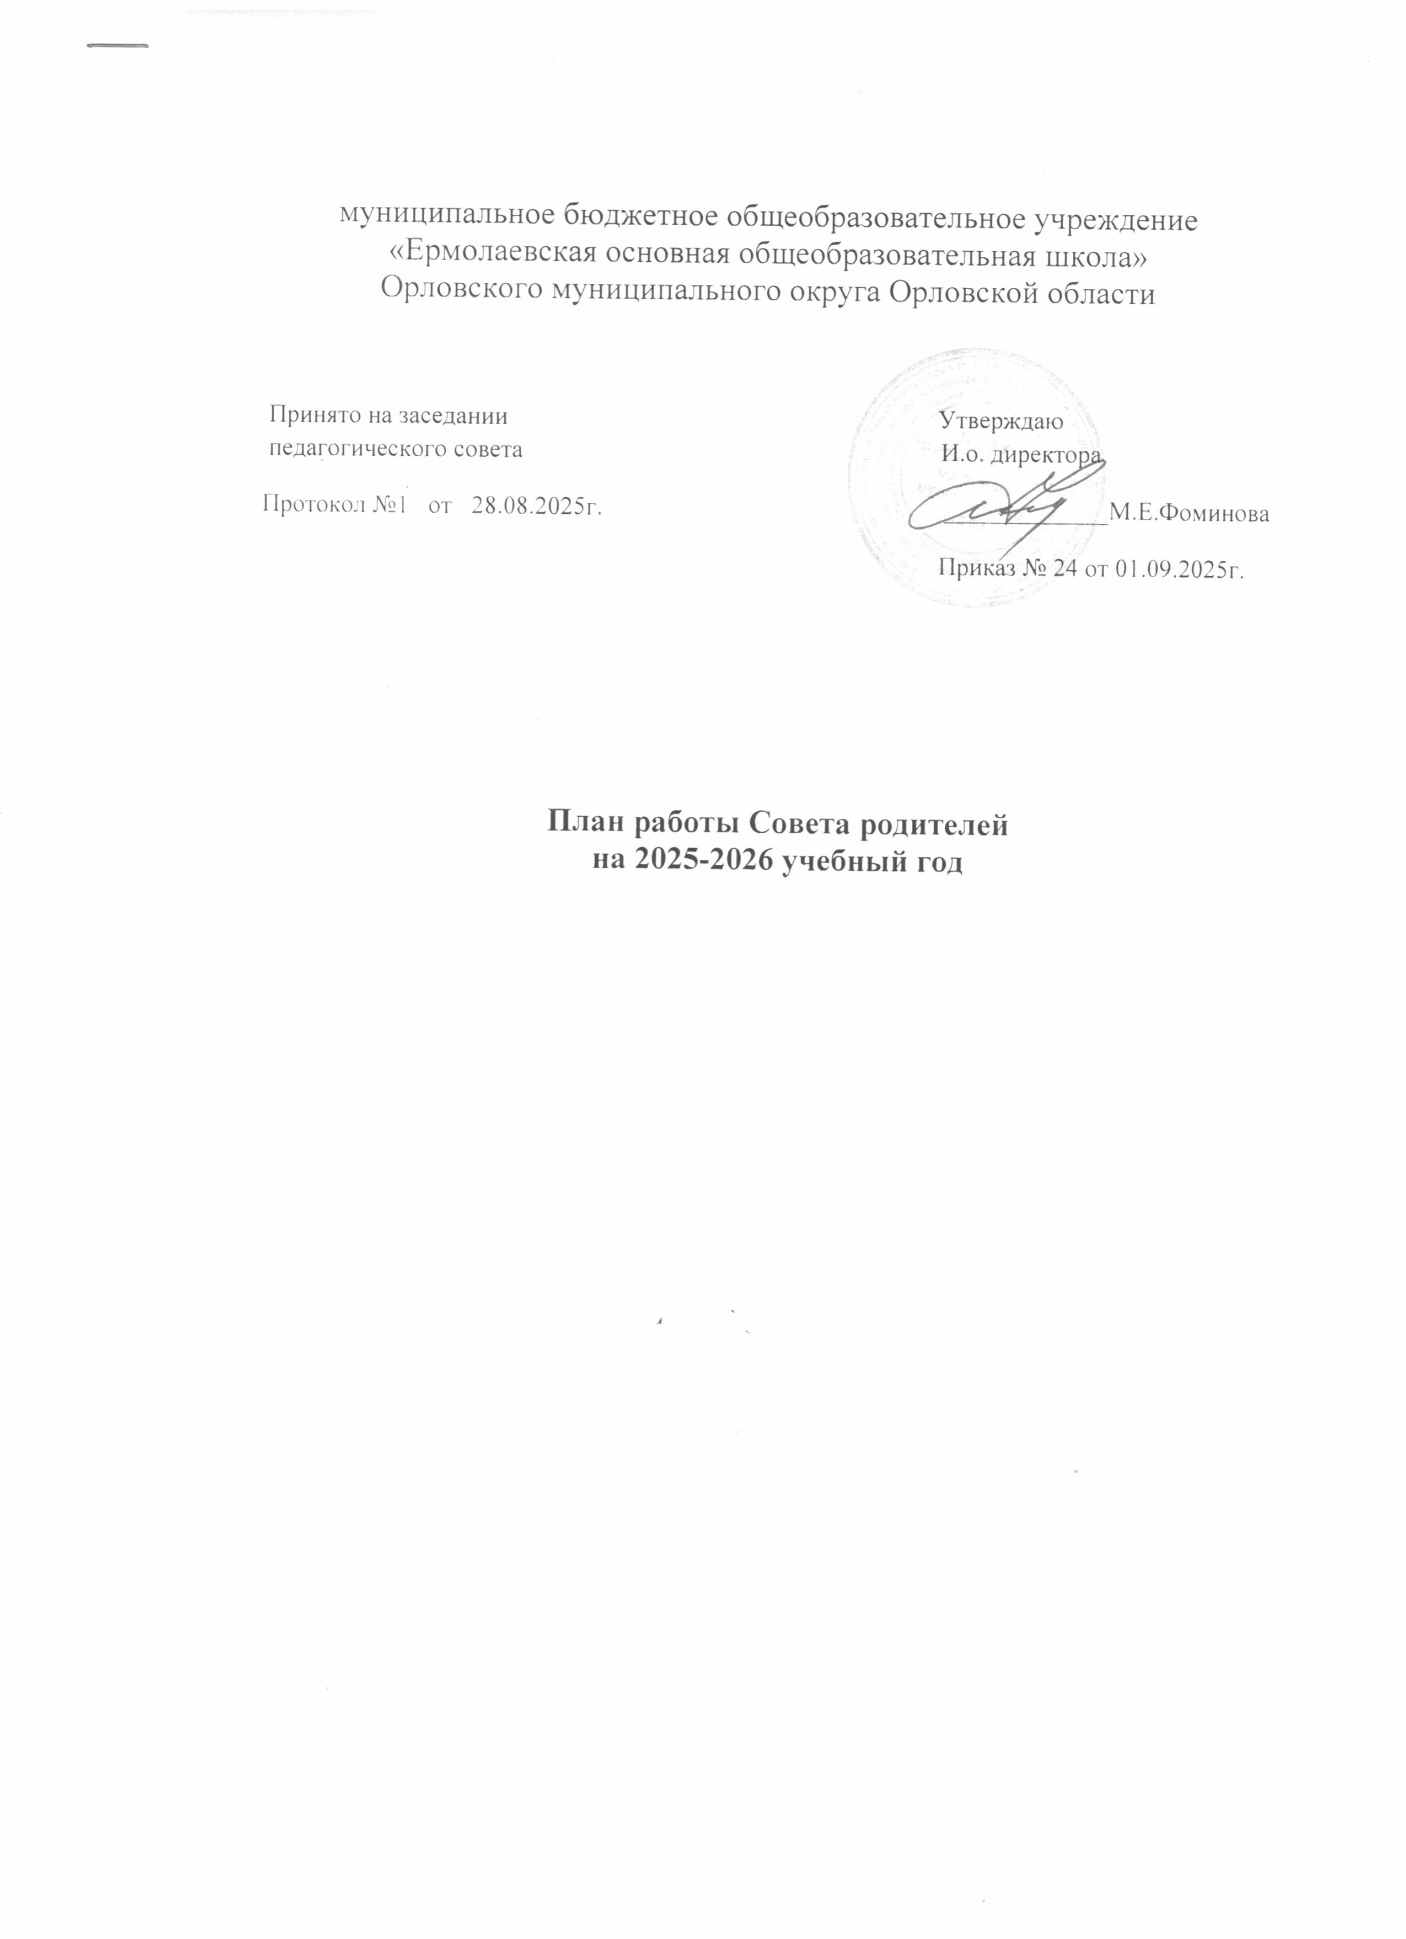 муниципальное бюджетное общеобразовательное учреждение
«Ермолаевская основная общеобразовательная школа»
Орловского муниципального округа Орловской области
Принято на заседании
педагогического совета
Протокол №1 от 28.08.2025г.
Утверждаю
И.о. директора
М.Е.Фоминова
Приказ № 24 от 01.09.2025г.
План работы Совета родителей
на 2025-2026 учебный год